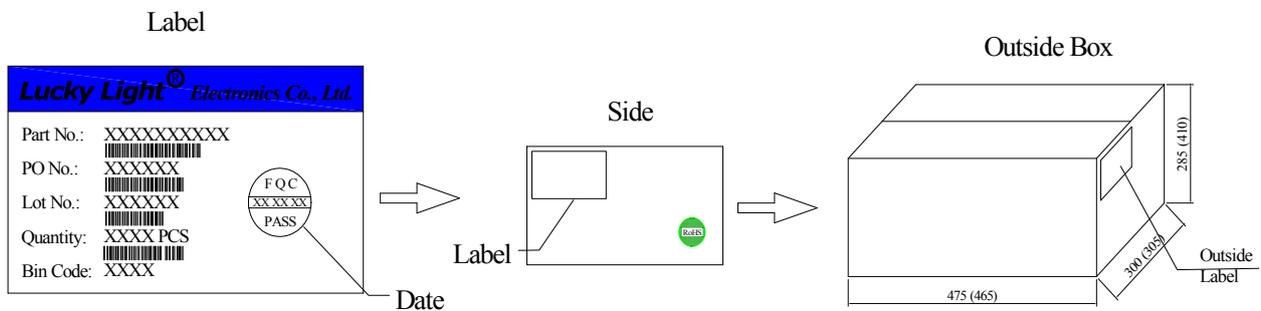 Label
Lucky Light® Electronics Co., Ltd.
Part No.: XXXXXXXXXX
PO No.: XXXXXX
Lot No.: XXXXXX
Quantity: XXXX PCS
Bin Code: XXXX
F Q C
XX XX XX
PASS
Date
Side
Label
RoHS
Outside Box
285 (410)
300 (305)
475 (465)
Outside
Label